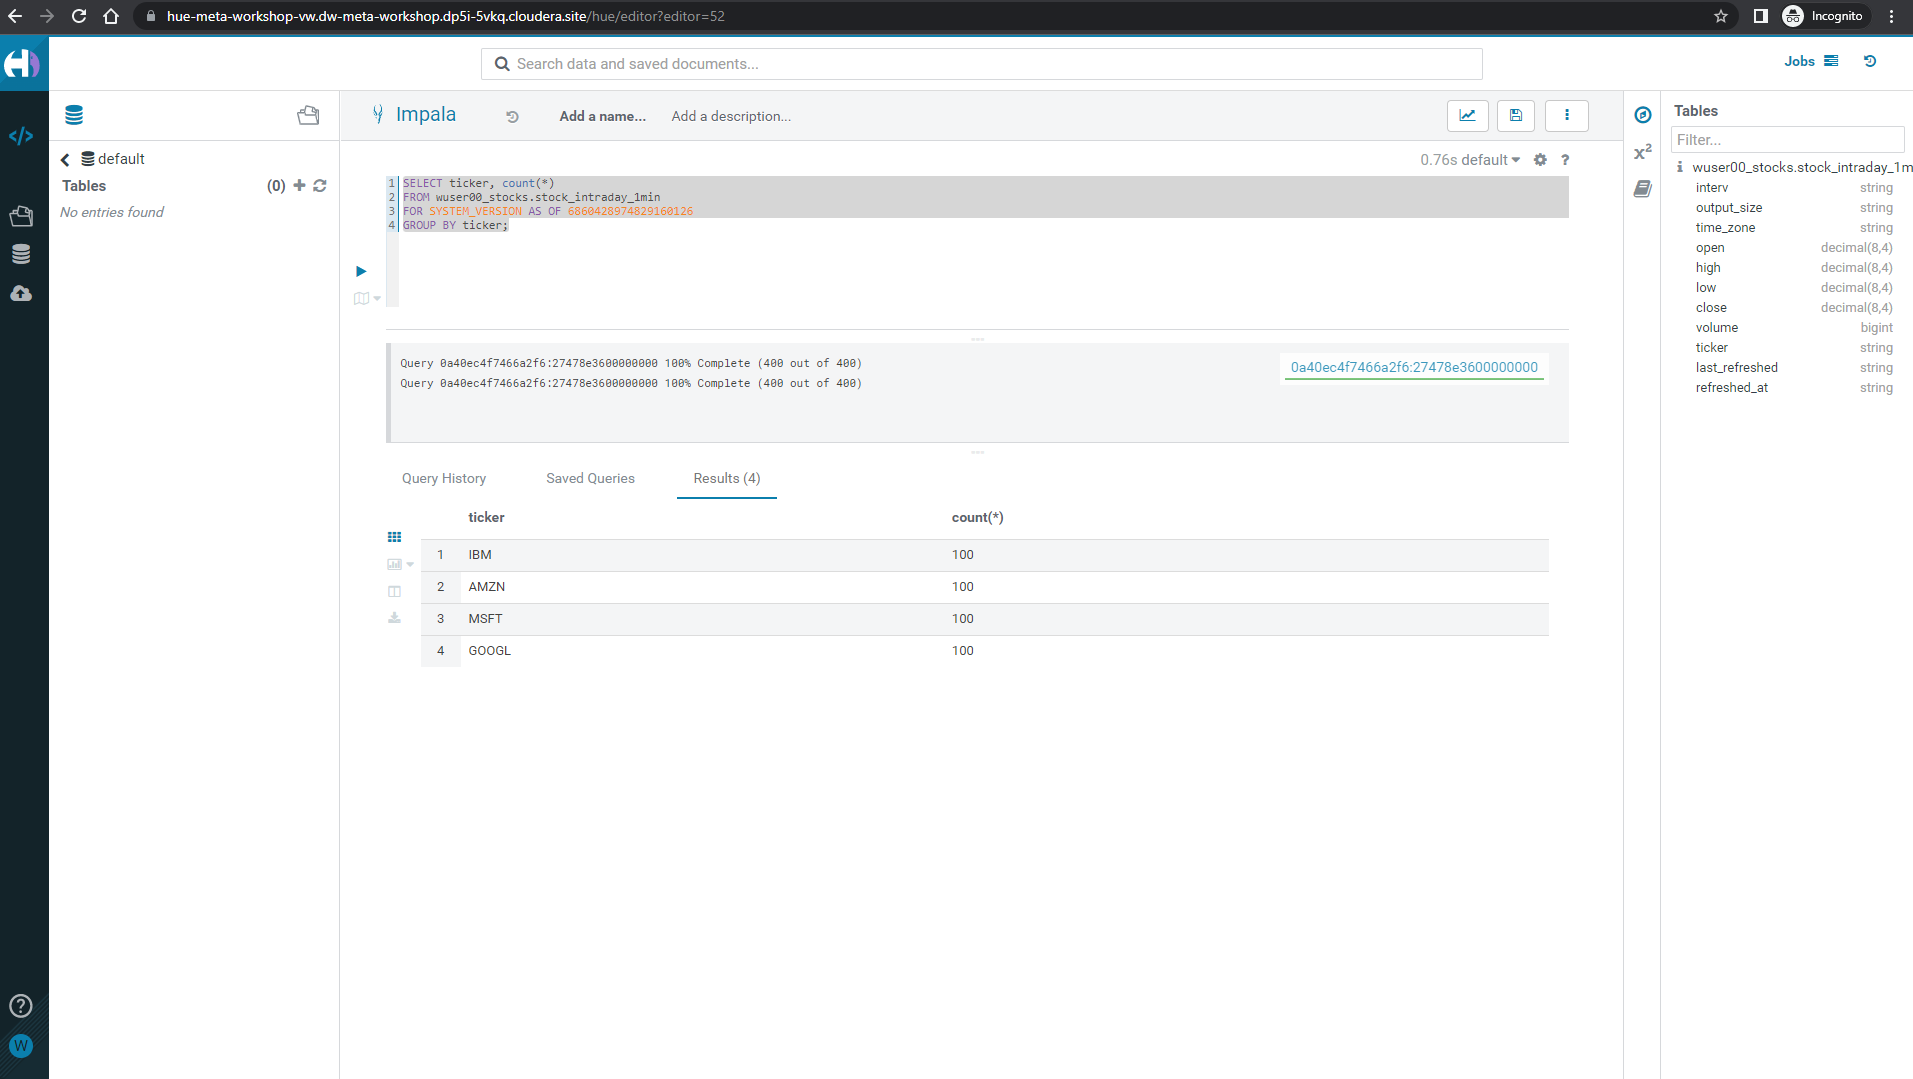 hue-meta-workshop-vw.dw-meta-workshop.dp5i-5vkq.cloudera.site/hue/editor?editor=52
Incognito
Search data and saved documents...
Jobs
Impala
Add a name...
Add a description...
default
Tables
(0)
No entries found
0.76s default
?
1 SELECT ticker, count(*)
2 FROM wuser00_stocks.stock_intraday_1min
3 FOR SYSTEM_VERSION AS OF 6860428974829160126
4 GROUP BY ticker;
Query 0a40ec4f7466a2f6:27478e3600000000 100% Complete (400 out of 400)
Query 0a40ec4f7466a2f6:27478e3600000000 100% Complete (400 out of 400)
0a40ec4f7466a2f6:27478e3600000000
Query History
Saved Queries
Results (4)
ticker count(*)
1 IBM 100
2 AMZN 100
3 MSFT 100
4 GOOGL 100
x²
Tables
Filter...
wuser00_stocks.stock_intraday_1m
interv string
output_size string
time_zone string
open decimal(8,4)
high decimal(8,4)
low decimal(8,4)
close decimal(8,4)
volume bigint
ticker string
last_refreshed string
refreshed_at string
?
W